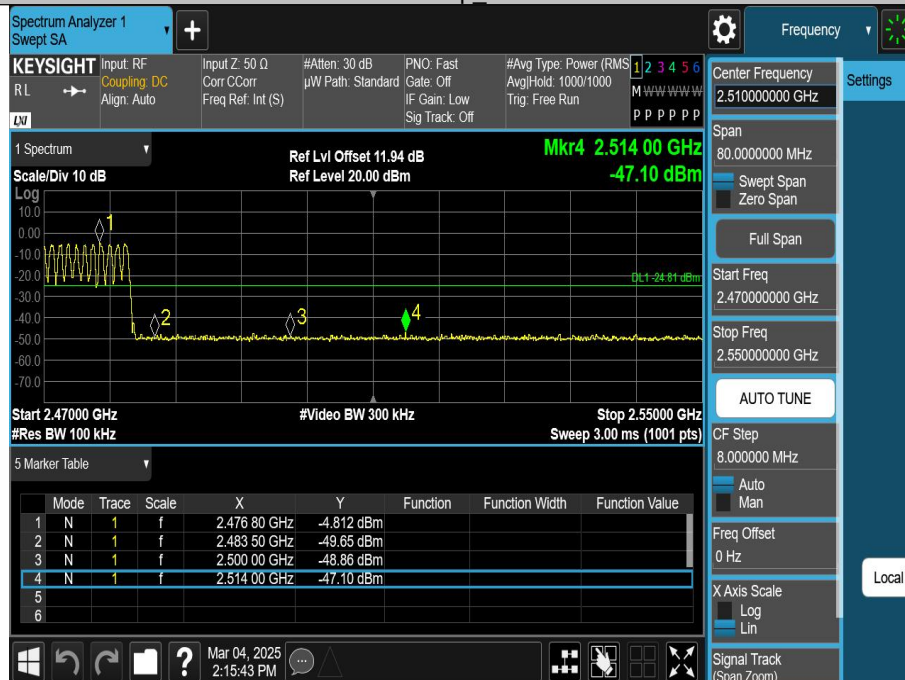 Spectrum Analyzer 1
Swept SA
+
Frequency
KEYSIGHT
RL
LXI
Input: RF
Coupling: DC
Align: Auto
Input Z: 50 Ω
Corr CCorr
Freq Ref: Int (S)
#Atten: 30 dB
µW Path: Standard
PNO: Fast
Gate: Off
IF Gain: Low
Sig Track: Off
#Avg Type: Power (RMS
Avg|Hold: 1000/1000
Trig: Free Run
1 2 3 4 5 6
M W W W W W
P P P P P P
1 Spectrum
Scale/Div 10 dB
Ref Lvl Offset 11.94 dB
Ref Level 20.00 dBm
Mkr4 2.514 00 GHz
-47.10 dBm
Log
10.0
0.00
-10.0
-20.0
-30.0
-40.0
-50.0
-60.0
-70.0
1
2
3
4
DL1 -24.81 dBm
Start 2.47000 GHz
#Video BW 300 kHz
Stop 2.55000 GHz
#Res BW 100 kHz
Sweep 3.00 ms (1001 pts)
5 Marker Table
Mode Trace Scale X Y Function Function Width Function Value
1 N 1 f 2.476 80 GHz -4.812 dBm
2 N 1 f 2.483 50 GHz -49.65 dBm
3 N 1 f 2.500 00 GHz -48.86 dBm
4 N 1 f 2.514 00 GHz -47.10 dBm
5
6
?
Mar 04, 2025
2:15:43 PM
Center Frequency
2.510000000 GHz
Settings
Span
80.0000000 MHz
Swept Span
Zero Span
Full Span
Start Freq
2.470000000 GHz
Stop Freq
2.550000000 GHz
AUTO TUNE
CF Step
8.000000 MHz
Auto
Man
Freq Offset
0 Hz
Local
X Axis Scale
Log
Lin
Signal Track
(Span Zoom)